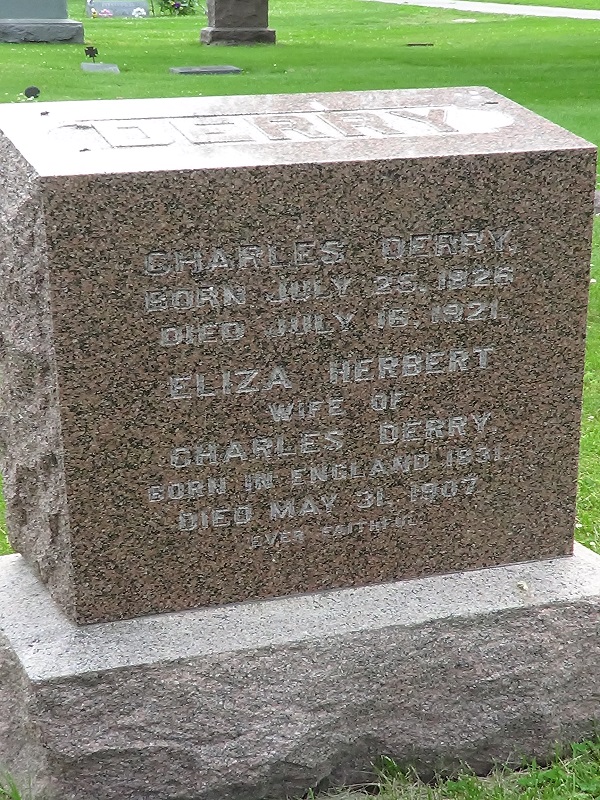 DERRY
CHARLES DERRY.
BORN JULY 25, 1826
DIED JULY 16, 1921.
ELIZA HERBERT
WIFE OF
CHARLES DERRY.
BORN IN ENGLAND 1831.
DIED MAY 31, 1907
EVER FAITHFUL